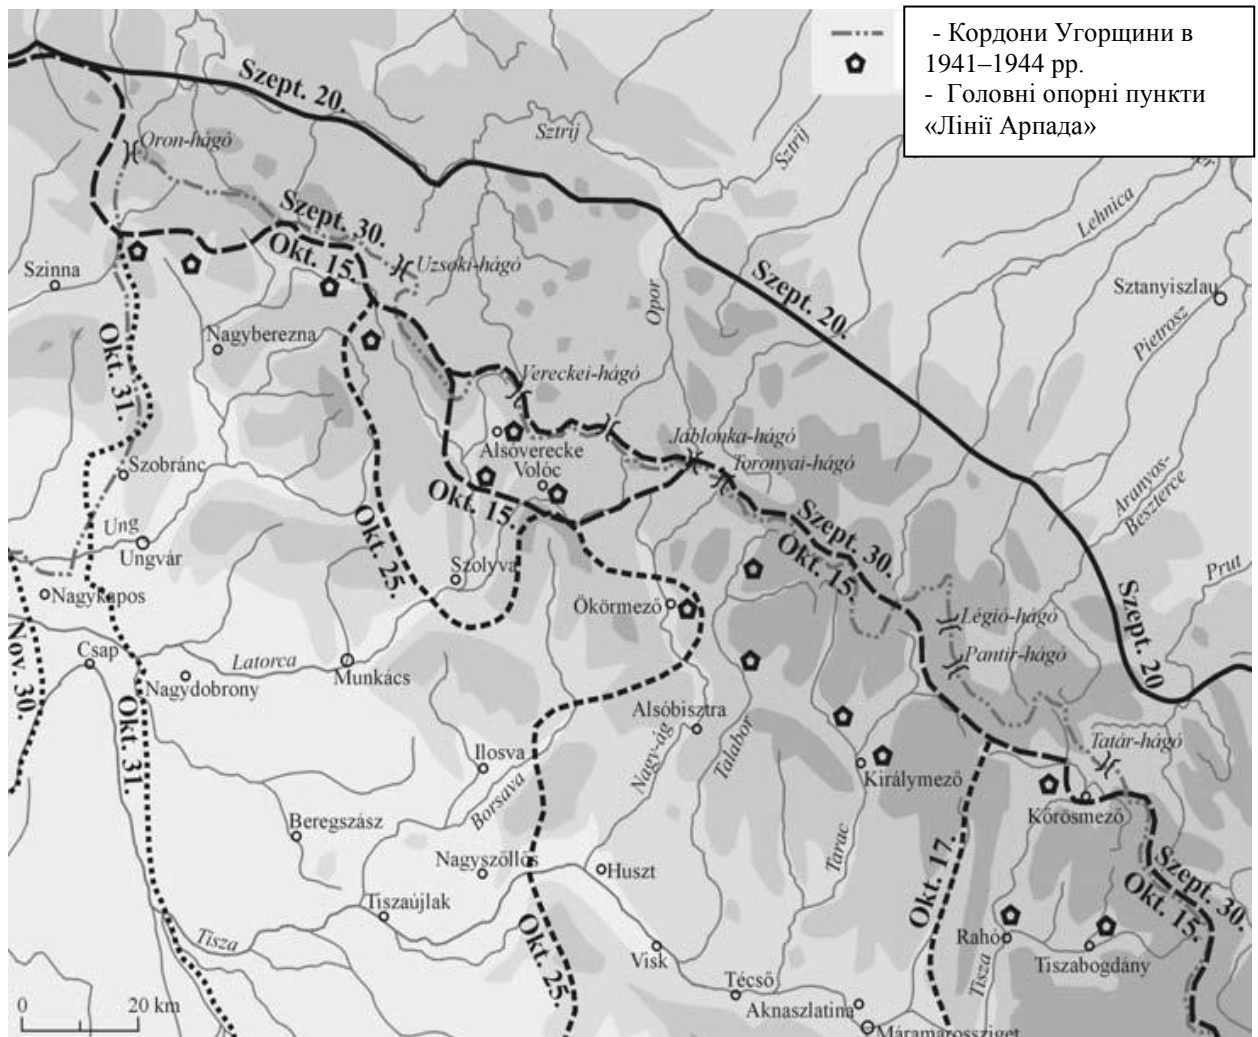 - Кордони Угорщини в
1941–1944 рр.
- Головні опорні пункти
«Лінії Арпада»
Szept. 20.
Sztrij
Sztrij
Oron-hágó
Lehnica
Szept. 30.
Okt. 15.
Uzsoki-hágó
Szinna
Szept. 20.
Sztanyiszlau
Opor
Pietrosz
Okt. 31.
Nagyberezna
Vereckei-hágó
Jáblonka-hágó
Alsóverecke
Toronyai-hágó
Volóc
Szobránc
Okt. 15.
Aranyos-
Beszterce
Ung
Ungvár
Okt. 25.
Szept. 30.
Okt. 15
Szolyva
Prut
Nagykapos
Ökörmező
Légió-hágó
Szept. 20
Nov. 30.
Csap
Latorca
Munkács
Pantir-hágó
Nagydobrony
Alsóbisztra
Okt. 31.
Nagy-ág
Talabor
Tatár-hágó
Ilosva
Királymező
Borsava
Kőrösmező
Beregszász
Nagyszőllős
Huszt
Tarac
Okt. 17.
Szept. 30.
Okt. 15.
Tiszaújlak
Tisza
Okt. 25.
Visk
Rahó
Tiszabogdány
Tisza
Técső
0 20 km
Aknaszlatina
Máramarossziget